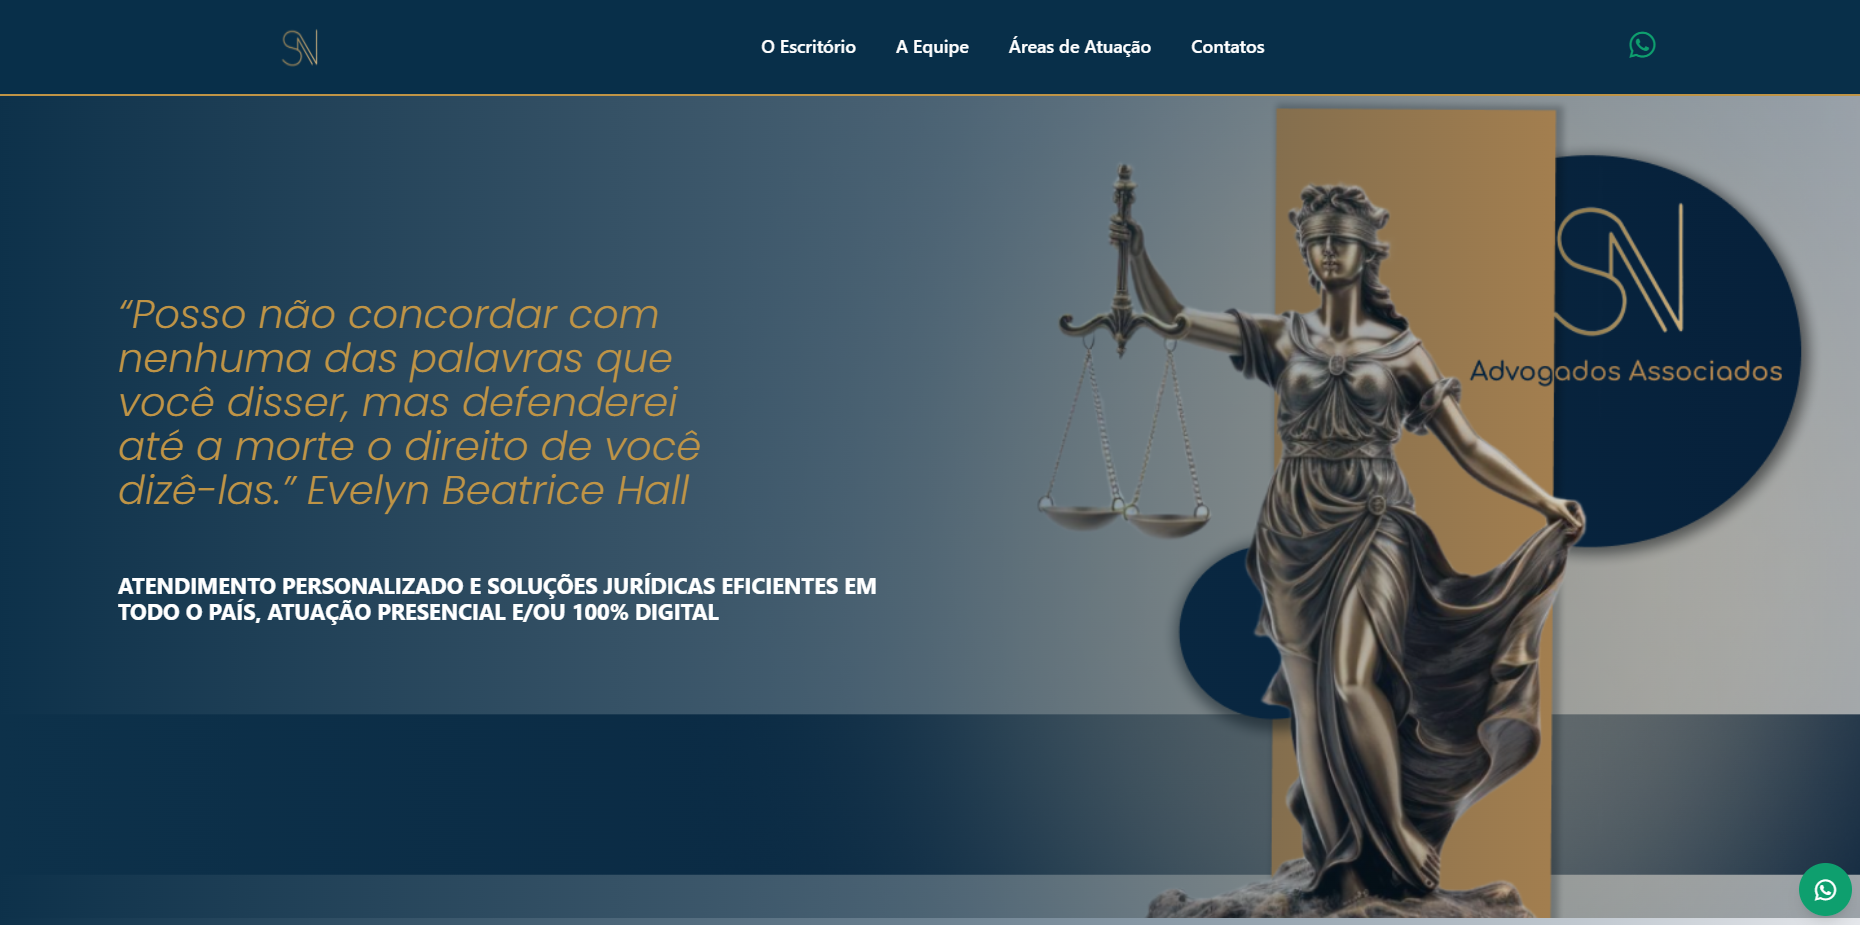 SN
O Escritório
A Equipe
Áreas de Atuação
Contatos
SN
Advogados Associados
“Posso não concordar com
nenhuma das palavras que
você disser, mas defenderei
até a morte o direito de você
dizê-las.” Evelyn Beatrice Hall
ATENDIMENTO PERSONALIZADO E SOLUÇÕES JURÍDICAS EFICIENTES EM
TODO O PAÍS, ATUAÇÃO PRESENCIAL E/OU 100% DIGITAL